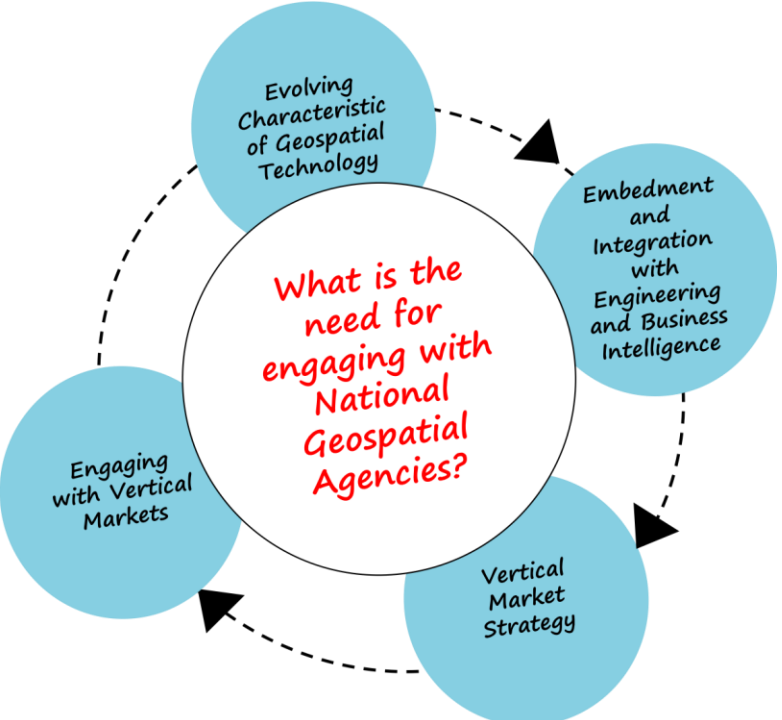 Evolving
Characteristic
of Geospatial
Technology
Embedment
and
Integration
with
Engineering
and Business
Intelligence
What is the
need for
engaging with
National
Geospatial
Agencies?
Engaging
with Vertical
Markets
Vertical
Market
Strategy